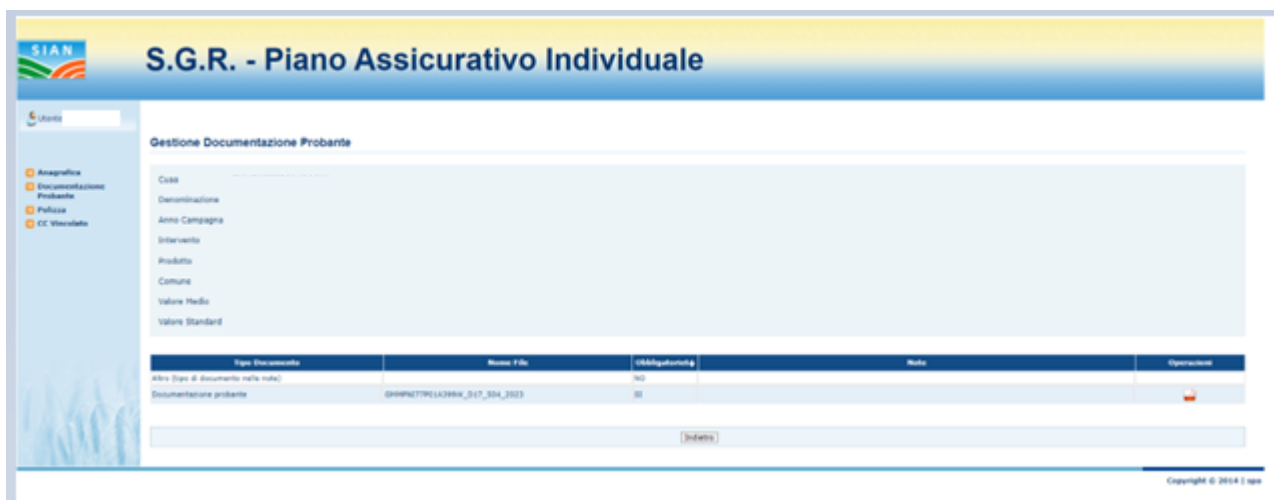 SIAN
S.G.R. - Piano Assicurativo Individuale
Utente
Gestione Documentazione Probante
Anagrafica
Documentazione
Probante
Polizza
CC Vincolato
Cuaa
Denominazione
Anno Campagna
Intervento
Prodotto
Comune
Valore Medio
Valore Standard
Tipo Documento Nome File Obbligatorietà Note Operazioni
Altro (tipo di documento nelle note) NO
Documentazione probante SI
Indietro
Copyright © 2014 | spa